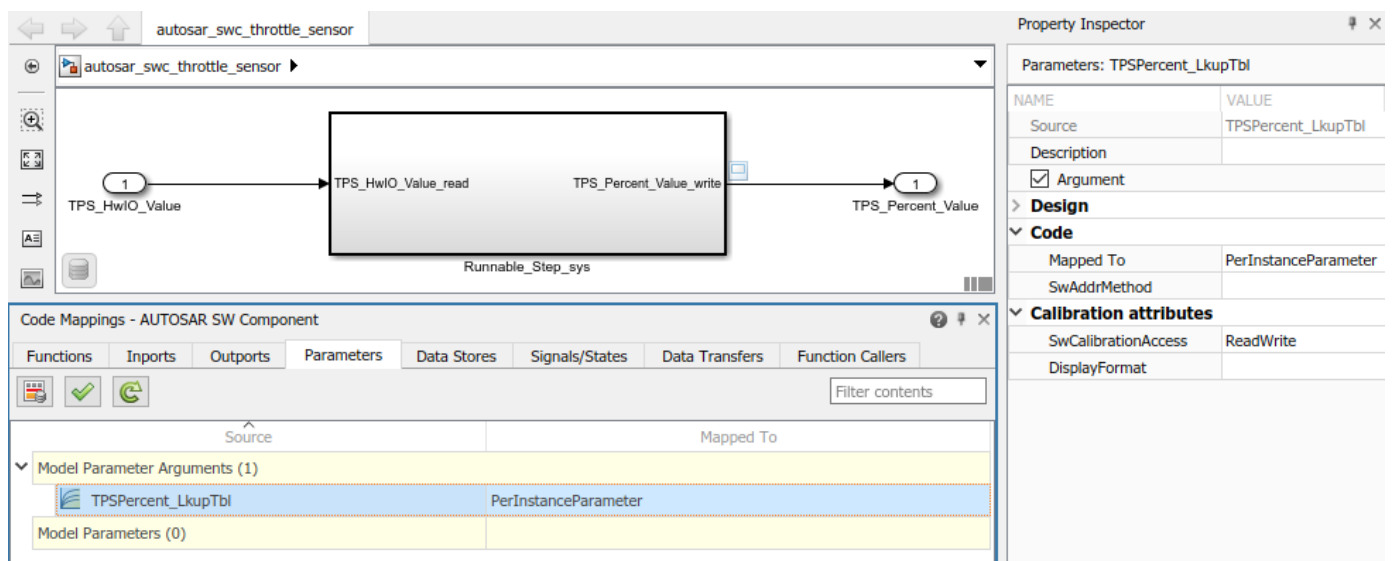 autosar_swc_throttle_sensor
autosar_swc_throttle_sensor
1
TPS_HwIO_Value
TPS_HwIO_Value_read
TPS_Percent_Value_write
1
TPS_Percent_Value
Runnable_Step_sys
Code Mappings - AUTOSAR SW Component
Functions Inports Outports Parameters Data Stores Signals/States Data Transfers Function Callers
Filter contents
Source Mapped To
Model Parameter Arguments (1)
TPSPercent_LkupTbl PerInstanceParameter
Model Parameters (0)
Property Inspector
Parameters: TPSPercent_LkupTbl
NAME VALUE
Source TPSPercent_LkupTbl
Description
Argument
Design
Code
Mapped To PerInstanceParameter
SwAddrMethod
Calibration attributes
SwCalibrationAccess ReadWrite
DisplayFormat